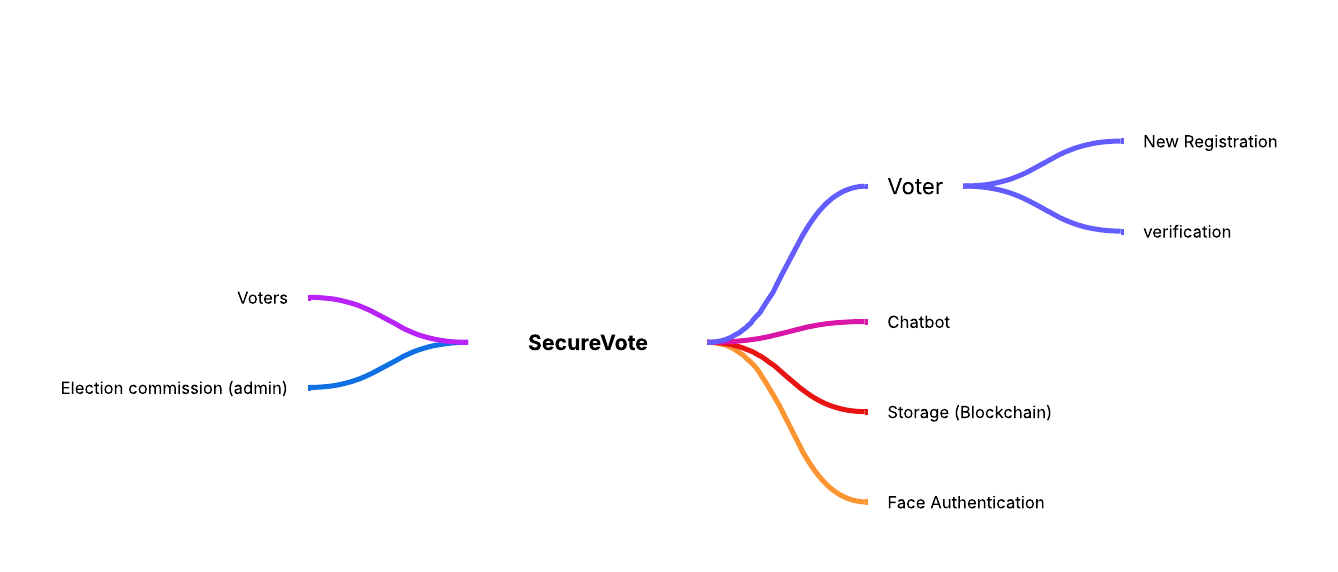 Voters
Election commission (admin)
SecureVote
Voter
New Registration
verification
Chatbot
Storage (Blockchain)
Face Authentication